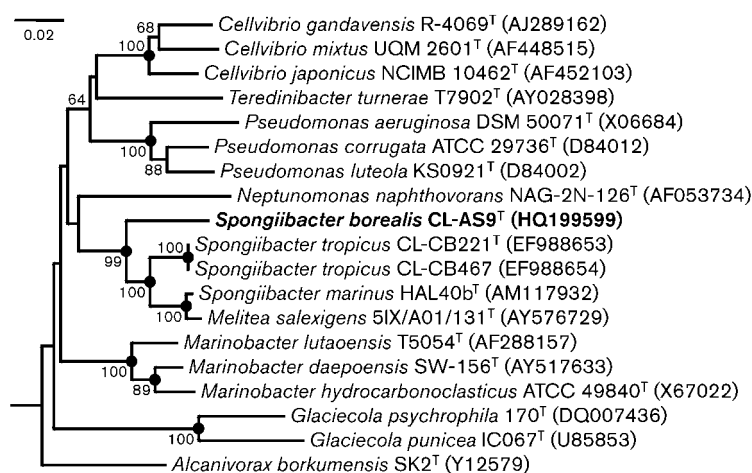 0.02
68
Cellvibrio gandavensis R-4069ᵀ (AJ289162)
100
Cellvibrio mixtus UQM 2601ᵀ (AF448515)
Cellvibrio japonicus NCIMB 10462ᵀ (AF452103)
64
Teredinibacter turnerae T7902ᵀ (AY028398)
Pseudomonas aeruginosa DSM 50071ᵀ (X06684)
100
Pseudomonas corrugata ATCC 29736ᵀ (D84012)
88
Pseudomonas luteola KS0921ᵀ (D84002)
Neptunomonas naphthovorans NAG-2N-126ᵀ (AF053734)
Spongiibacter borealis CL-AS9ᵀ (HQ199599)
100
Spongiibacter tropicus CL-CB221ᵀ (EF988653)
99
Spongiibacter tropicus CL-CB467 (EF988654)
100
Spongiibacter marinus HAL40bᵀ (AM117932)
100
Melitea salexigens 5IX/A01/131ᵀ (AY576729)
Marinobacter lutaoensis T5054ᵀ (AF288157)
100
Marinobacter daepoensis SW-156ᵀ (AY517633)
89
Marinobacter hydrocarbonoclasticus ATCC 49840ᵀ (X67022)
Glaciecola psychrophila 170ᵀ (DQ007436)
100
Glaciecola punicea IC067ᵀ (U85853)
Alcanivorax borkumensis SK2ᵀ (Y12579)